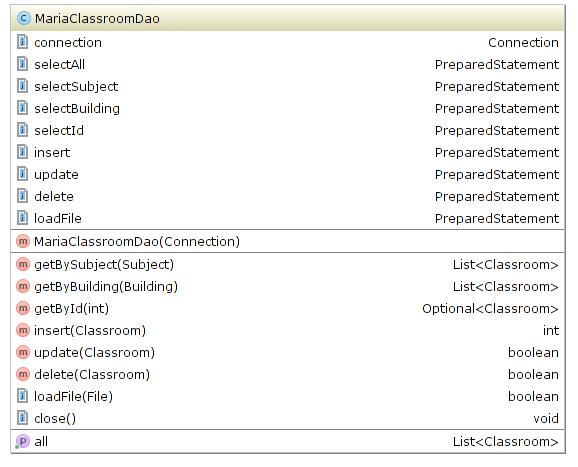 MariaClassroomDao
connection Connection
selectAll PreparedStatement
selectSubject PreparedStatement
selectBuilding PreparedStatement
selectId PreparedStatement
insert PreparedStatement
update PreparedStatement
delete PreparedStatement
loadFile PreparedStatement
MariaClassroomDao(Connection)
getBySubject(Subject) List<Classroom>
getByBuilding(Building) List<Classroom>
getById(int) Optional<Classroom>
insert(Classroom) int
update(Classroom) boolean
delete(Classroom) boolean
loadFile(File) boolean
close() void
all List<Classroom>